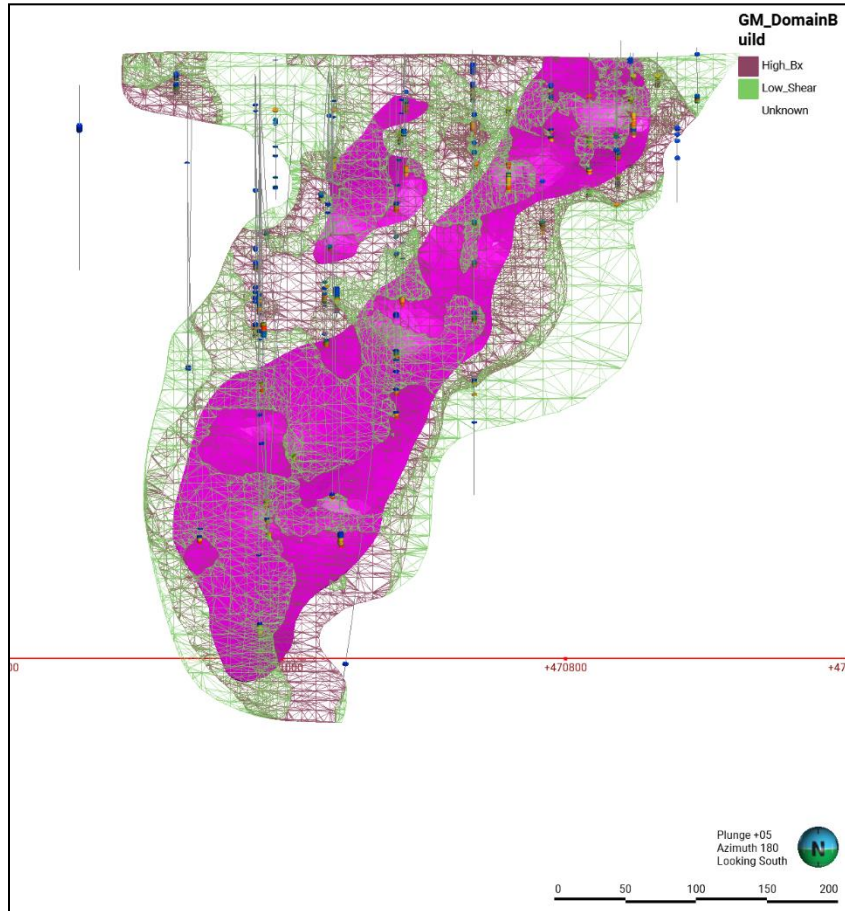 GM_DomainB
uild
High_Bx
Low_Shear
Unknown
+470800
Plunge +05
Azimuth 180
Looking South
N
0 50 100 150 200